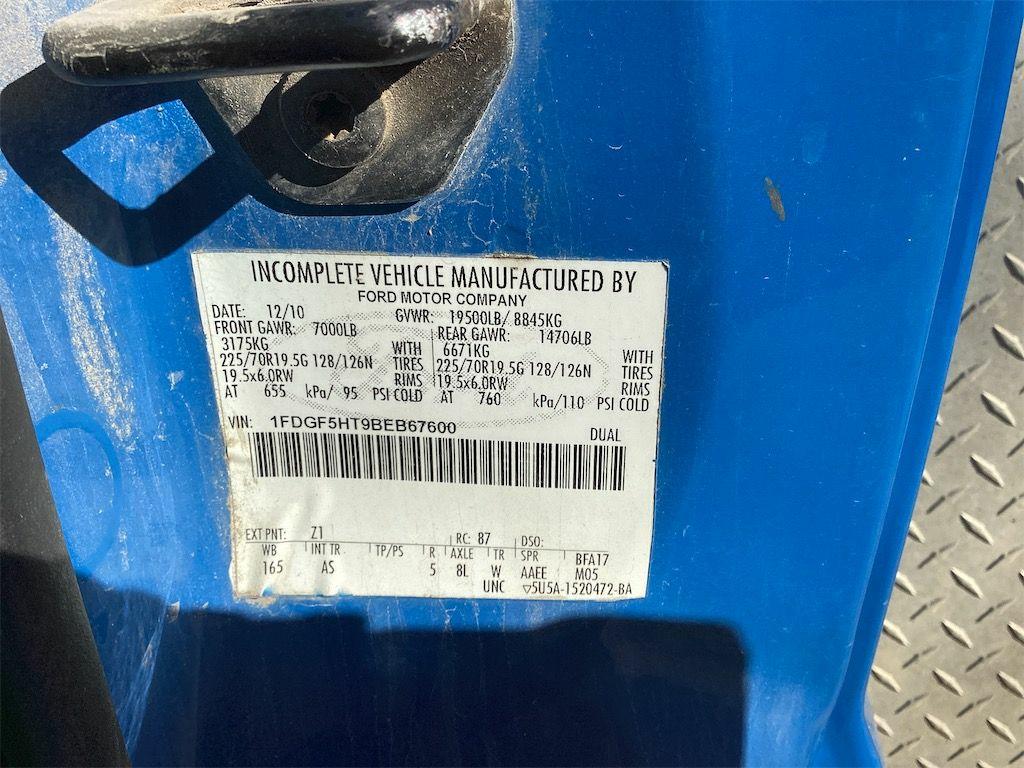 INCOMPLETE VEHICLE MANUFACTURED BY
FORD MOTOR COMPANY
DATE: 12/10 GVWR: 19500LB/ 8845KG
FRONT GAWR: 7000LB REAR GAWR: 14706LB
3175KG WITH 6671KG WITH
225/70R19.5G 128/126N TIRES 225/70R19.5G 128/126N TIRES
19.5x6.0RW RIMS 19.5x6.0RW RIMS
AT 655 kPa/ 95 PSI COLD AT 760 kPa/110 PSI COLD
VIN: 1FDGF5HT9BEB67600 DUAL
EXT PNT: Z1 RC: 87 DSO:
WB INT TR TP/PS R AXLE TR SPR BFA17
165 AS 5 8L W AAEE M05
UNC ▽5U5A-1520472-BA